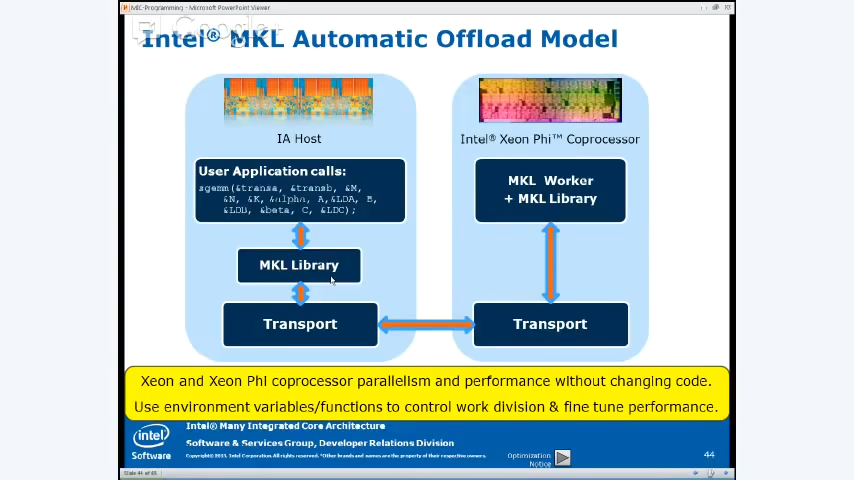 MIC-Programming - Microsoft PowerPoint Viewer
Intel® MKL Automatic Offload Model
IA Host
Intel® Xeon Phi™ Coprocessor
User Application calls:
sgemm(&transa, &transb, &M,
&N, &K,&alpha, A,&LDA, B,
&LDB, &beta, C, &LDC);
MKL Worker
+ MKL Library
MKL Library
Transport
Transport
Xeon and Xeon Phi coprocessor parallelism and performance without changing code.
Use environment variables/functions to control work division & fine tune performance.
intel
Software
Intel® Many Integrated Core Architecture
Software & Services Group, Developer Relations Division
Copyright© 2013, Intel Corporation. All rights reserved. *Other brands and names are the property of their respective owners.
Optimization
Notice
44